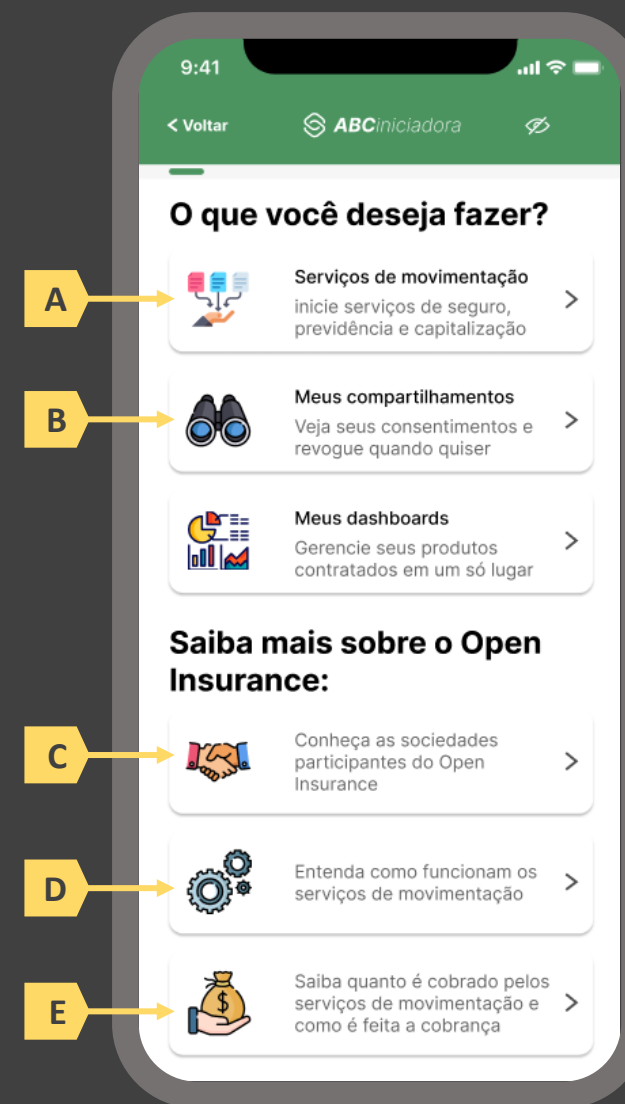 9:41
< Voltar
ABCiniciadora
O que você deseja fazer?
A
Serviços de movimentação
inicie serviços de seguro,
previdência e capitalização
B
Meus compartilhamentos
Veja seus consentimentos e
revogue quando quiser
Meus dashboards
Gerencie seus produtos
contratados em um só lugar
Saiba mais sobre o Open
Insurance:
C
Conheça as sociedades
participantes do Open
Insurance
D
Entenda como funcionam os
serviços de movimentação
E
$
Saiba quanto é cobrado pelos
serviços de movimentação e
como é feita a cobrança